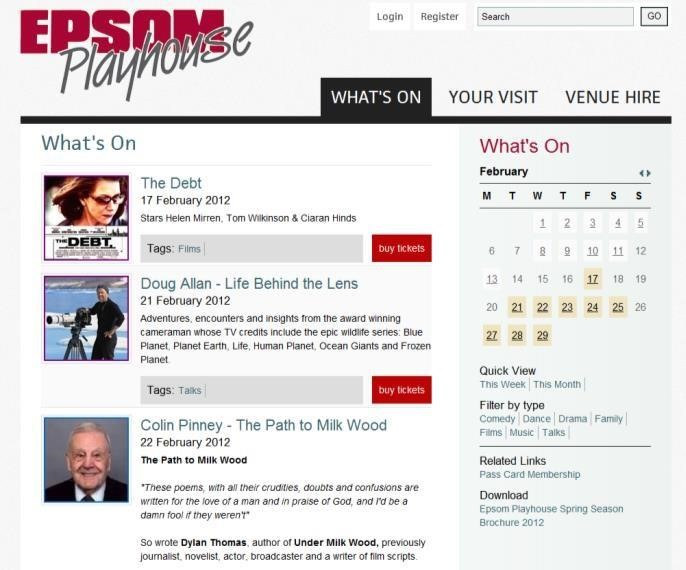 EPSOM
Playhouse
Login Register Search GO
WHAT'S ON YOUR VISIT VENUE HIRE
What's On
The Debt
17 February 2012
Stars Helen Mirren, Tom Wilkinson & Ciaran Hinds
THE DEBT.
Tags: Films
buy tickets
Doug Allan - Life Behind the Lens
21 February 2012
Adventures, encounters and insights from the award winning
cameraman whose TV credits include the epic wildlife series: Blue
Planet, Planet Earth, Life, Human Planet, Ocean Giants and Frozen
Planet.
Tags: Talks
buy tickets
Colin Pinney - The Path to Milk Wood
22 February 2012
The Path to Milk Wood
"These poems, with all their crudities, doubts and confusions are
written for the love of a man and in praise of God, and I'd be a
damn fool if they weren't"
So wrote Dylan Thomas, author of Under Milk Wood, previously
journalist, novelist, actor, broadcaster and a writer of film scripts.
What's On
February
M T W T F S S
1 2 3 4 5
6 7 8 9 10 11 12
13 14 15 16 17 18 19
20 21 22 23 24 25 26
27 28 29
Quick View
This Week This Month
Filter by type
Comedy Dance Drama Family
Films Music Talks
Related Links
Pass Card Membership
Download
Epsom Playhouse Spring Season
Brochure 2012